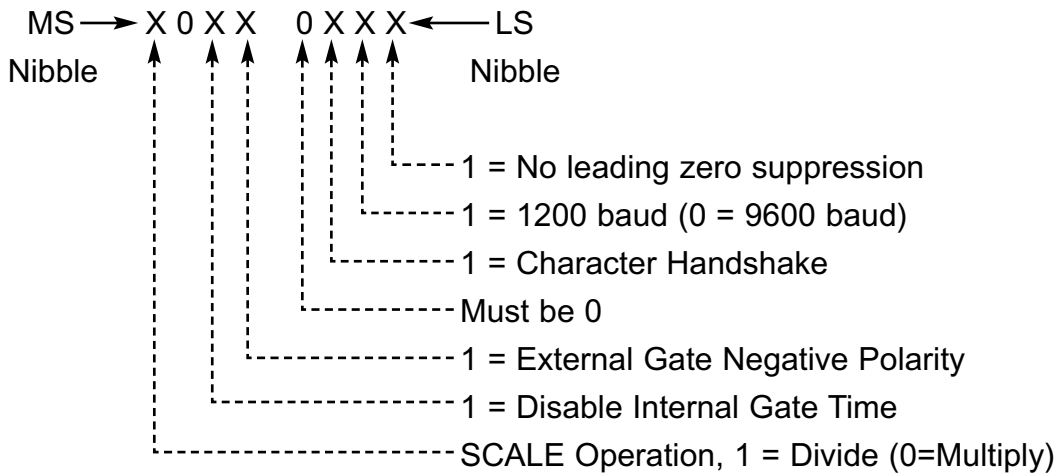 MS X 0 X X 0 X X X LS
Nibble Nibble
1 = No leading zero suppression
1 = 1200 baud (0 = 9600 baud)
1 = Character Handshake
Must be 0
1 = External Gate Negative Polarity
1 = Disable Internal Gate Time
SCALE Operation, 1 = Divide (0=Multiply)